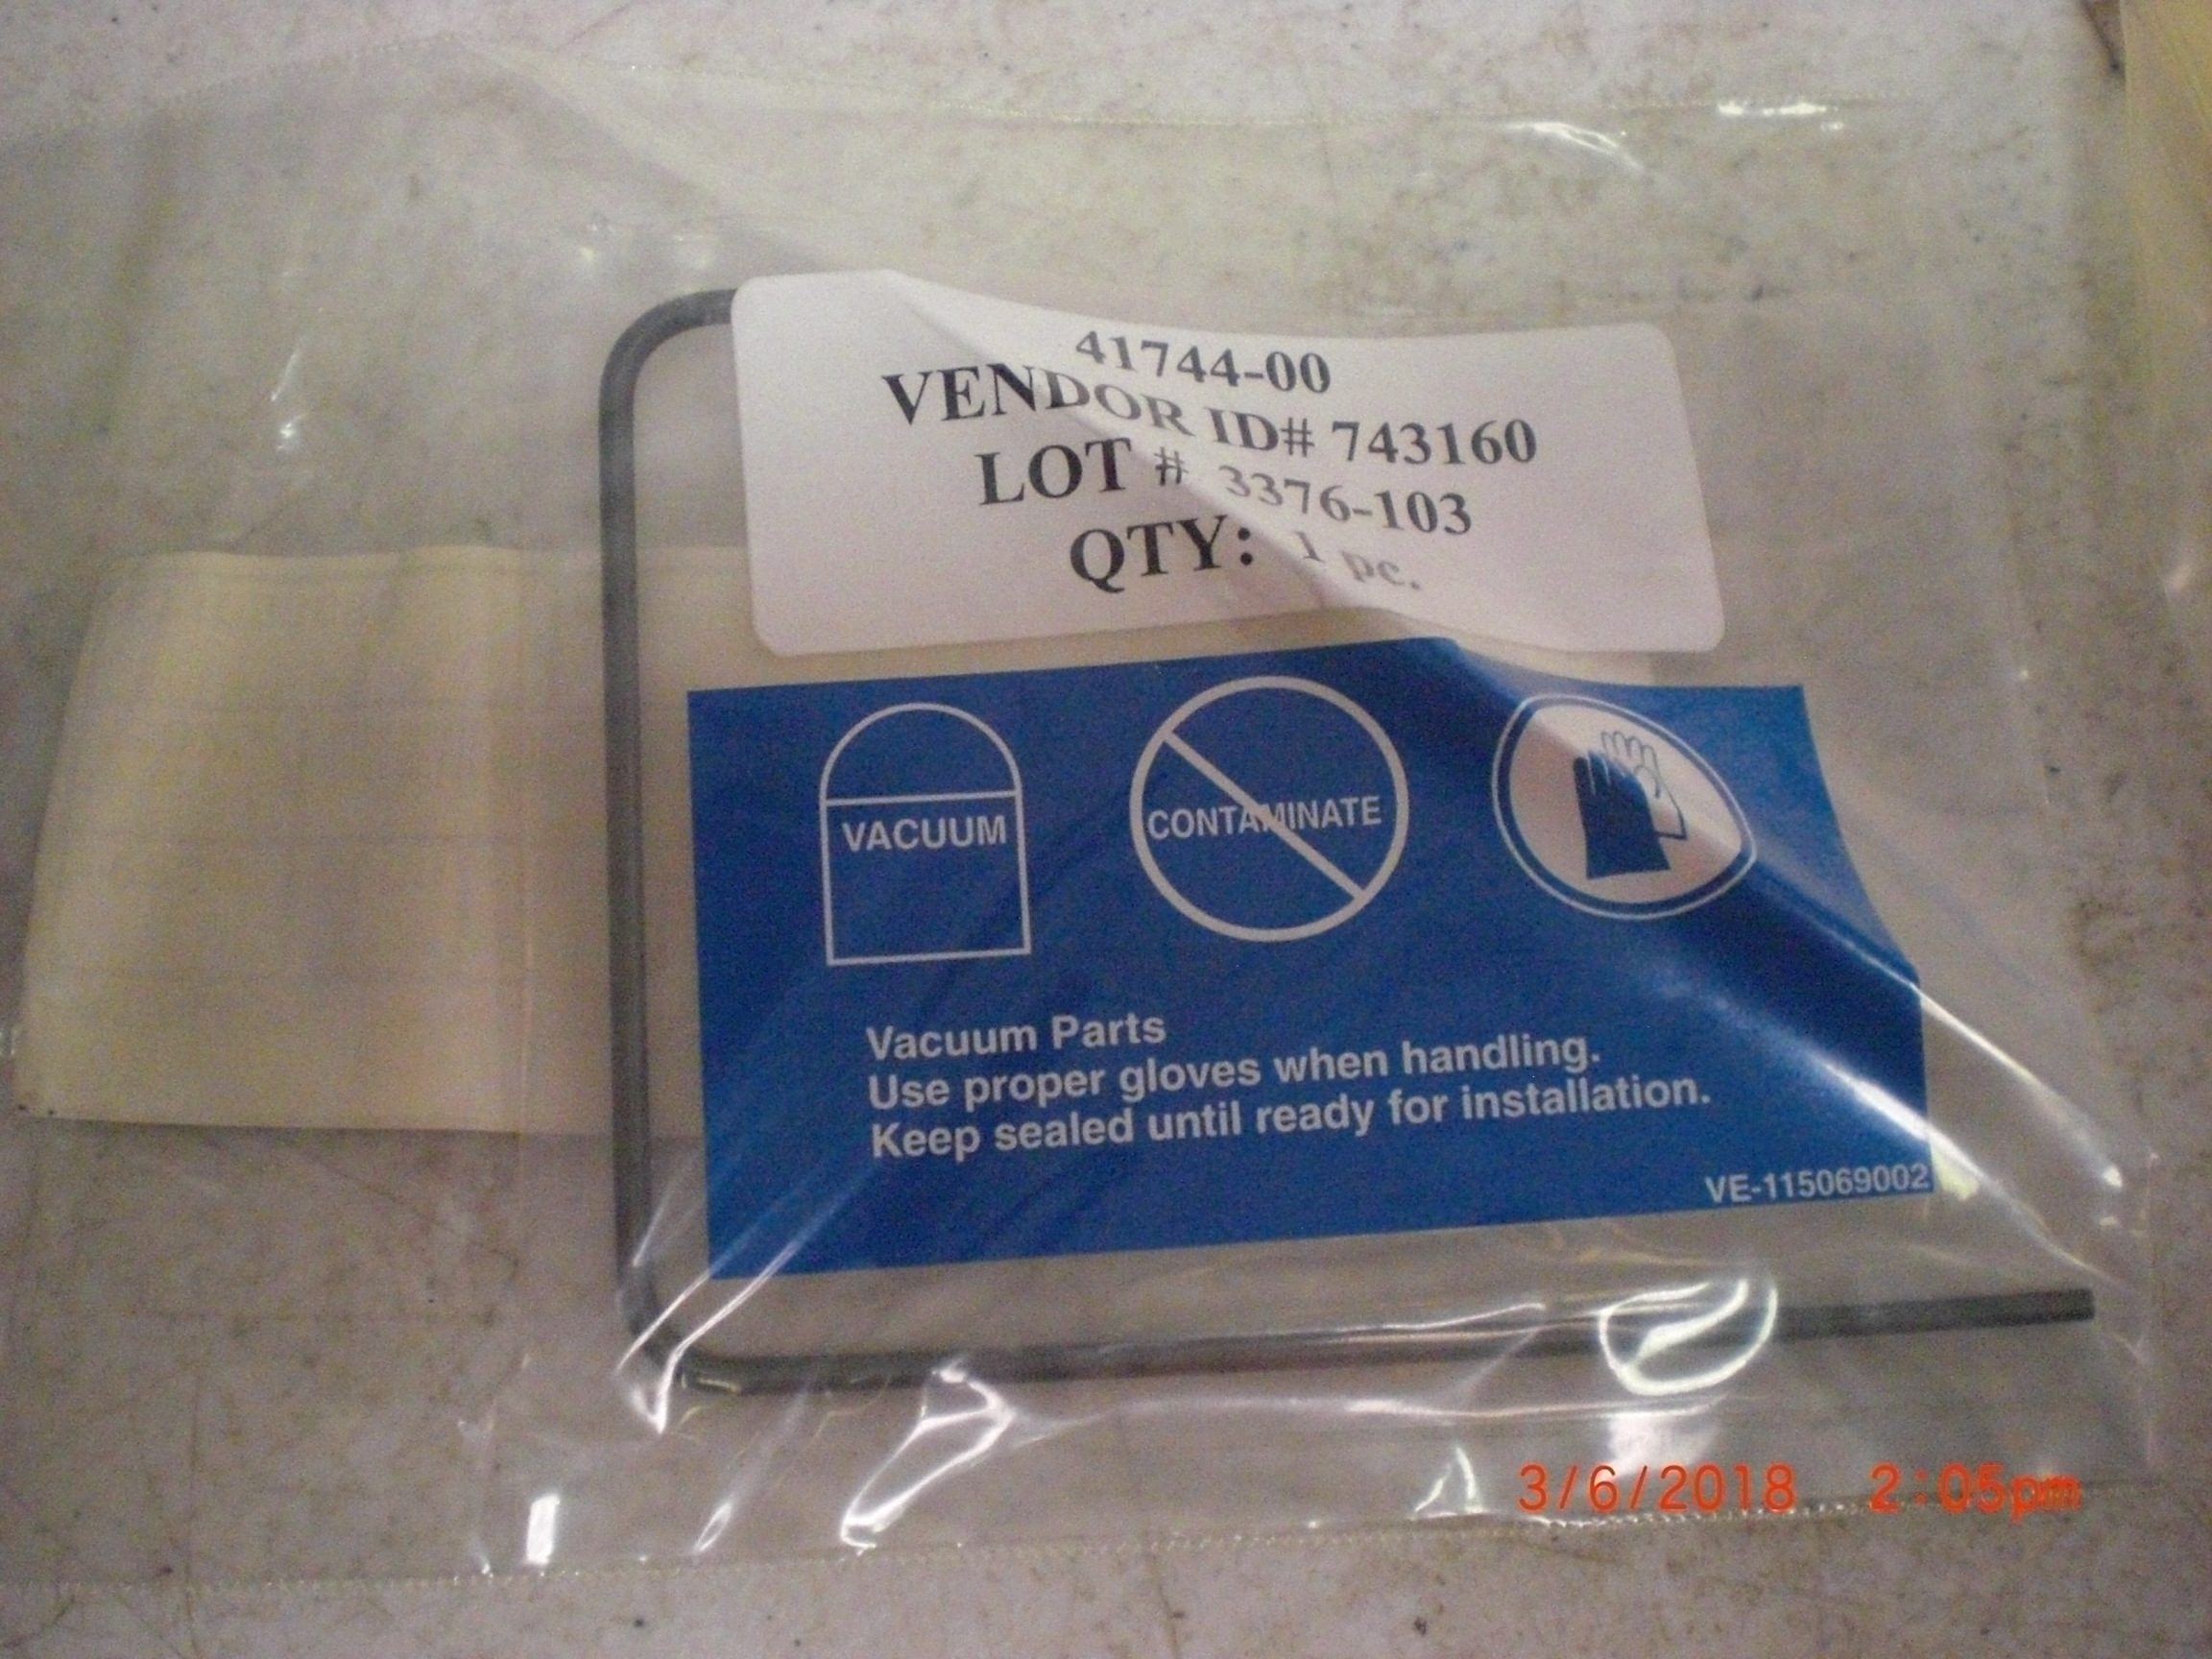 41744-00
VENDOR ID# 743160
LOT # 3376-103
QTY: 1 pc.
VACUUM
CONTAMINATE
Vacuum Parts
Use proper gloves when handling.
Keep sealed until ready for installation.
VE-115069002
3/6/2018 2:05pm